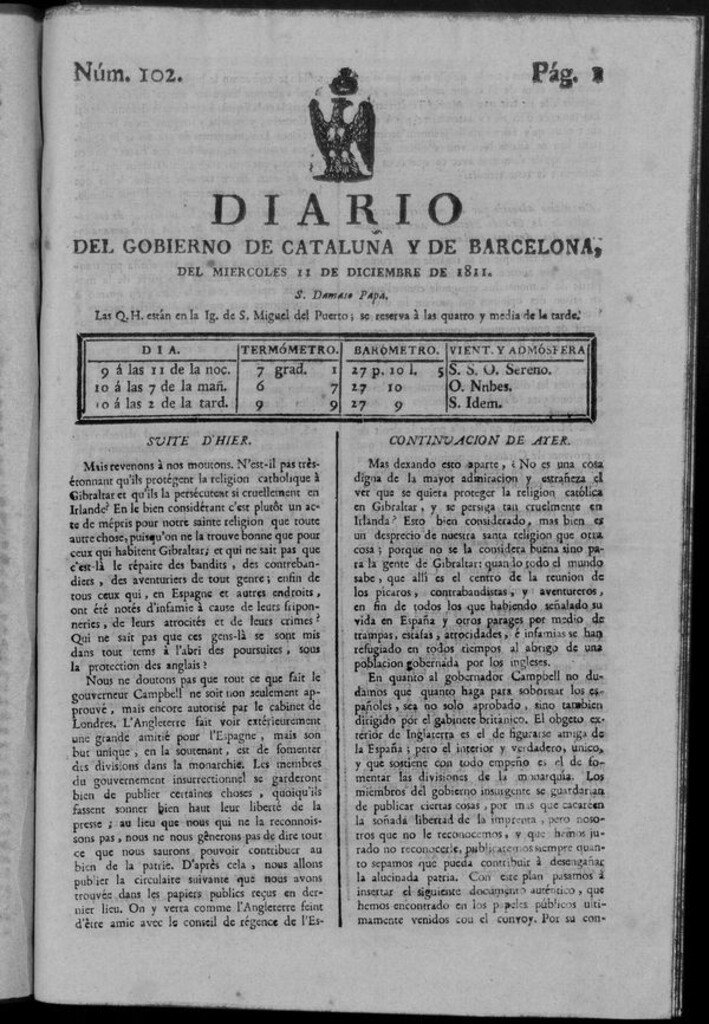 Núm. 102.
Pág. 1
DIARIO
DEL GOBIERNO DE CATALUÑA Y DE BARCELONA,
DEL MIERCOLES 11 DE DICIEMBRE DE 1811.
S. Damaso Papa.
Las Q.H. están en la Ig. de S. Miguel del Puerto; se reserva à las quatro y media de la tarde.
DIA. TERMÓMETRO. BARÓMETRO. VIENT. Y ADMÓSFERA
9 á las 11 de la noc. 7 grad. 1 27 p. 10 l. 5 S. S. O. Sereno.
10 á las 7 de la mañ. 6 7 27 10 O. Nnbes.
10 á las 2 de la tard. 9 9 27 9 S. Idem.
SUITE D'HIER.
Mais revenons à nos moutons. N'est-il pas très-
étonnant qu'ils protégent la religion catholique à
Gibraltar et qu'ils la persécutent si cruellement en
Irlande? En le bien considérant c'est plutôt un ac-
te de mépris pour notre sainte religion que toute
autre chose, puisqu'on ne la trouve bonne que pour
ceux qui habitent Gibraltar; et qui ne sait pas que
c'est-là le répaire des bandits, des contreban-
diers, des aventuriers de tout genre; enfin de
tous ceux qui, en Espagne et autres endroits,
ont été notés d'infamie à cause de leurs fripon-
neries, de leurs atrocités et de leurs crimes?
Qui ne sait pas que ces gens-là se sont mis
dans tout tems à l'abri des poursuites, sous
la protection des anglais?
Nous ne doutons pas que tout ce que fait le
gouverneur Campbell ne soit non seulement ap-
prouvé, mais encore autorisé par le cabinet de
Londres. L'Angleterre fait voir extérieurement
une grande amitié pour l'Espagne, mais son
but unique, en la soutenant, est de fomenter
des divisions dans la monarchie. Les membres
du gouvernement insurrectionnel se garderont
bien de publier certaines choses, quoiqu'ils
fassent sonner bien haut leur liberté de la
presse; au lieu que nous qui ne la reconnois-
sons pas, nous ne nous gênerons pas de dire tout
ce que nous saurons pouvoir contribuer au
bien de la patrie. D'après cela, nous allons
publier la circulaire suivante que nous avons
trouvée dans les papiers publics reçus en der-
nier lieu. On y verra comme l'Angleterre feint
d'être amie avec le conseil de régence de l'Es-
CONTINUACION DE AYER.
Mas dexando esto aparte, ¿No es una cosa
digna de la mayor admiracion y estrañeza el
ver que se quiera proteger la religion católica
en Gibraltar, y se persiga tan cruelmente en
Irlanda? Esto bien considerado, mas bien es
un desprecio de nuestra santa religion que otra
cosa; porque no se la considera buena sino pa-
ra la gente de Gibraltar: quando todo el mundo
sabe, que allí es el centro de la reunion de
los pícaros, contrabandistas, y aventureros,
en fin de todos los que habiendo señalado su
vida en España y otros parages por medio de
trampas, estafas, atrocidades, é infamias se han
refugiado en todos tiempos al abrigo de una
poblacion gobernada por los ingleses.
En quanto al gobernador Campbell no du-
damos que quanto haga para sobornar los es-
pañoles, sea no solo aprobado, sino tambien
dirigido por el gabinete británico. El obgeto ex-
terior de Inglaterra es el de figurarse amiga de
la España; pero el interior y verdadero, unico,
y que sostiene con todo empeño es el de fo-
mentar las divisiones de la monarquía. Los
miembros del gobierno insurgente se guardarian
de publicar ciertas cosas, por mas que cacareen
la soñada libertad de la imprenta, pero noso-
tros que no le reconocemos, y que hemos ju-
rado no reconocerle, publicaremos siempre quan-
to sepamos que pueda contribuir à desengañar
la alucinada patria. Con este plan pasamos à
insertar el siguiente documento auténtico, que
hemos encontrado en los papeles públicos ulti-
mamente venidos cou el convoy. Por su con-